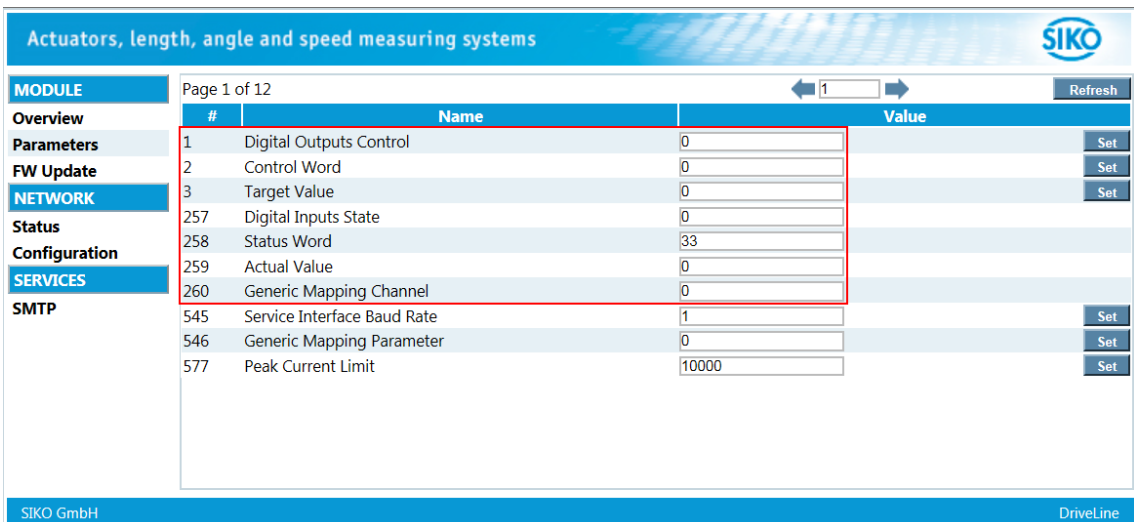 Actuators, length, angle and speed measuring systems
SIKO
MODULE
Overview
Parameters
FW Update
NETWORK
Status
Configuration
SERVICES
SMTP
Page 1 of 12 1 Refresh
# Name Value
1 Digital Outputs Control 0 Set
2 Control Word 0 Set
3 Target Value 0 Set
257 Digital Inputs State 0
258 Status Word 33
259 Actual Value 0
260 Generic Mapping Channel 0
545 Service Interface Baud Rate 1 Set
546 Generic Mapping Parameter 0 Set
577 Peak Current Limit 10000 Set
SIKO GmbH DriveLine